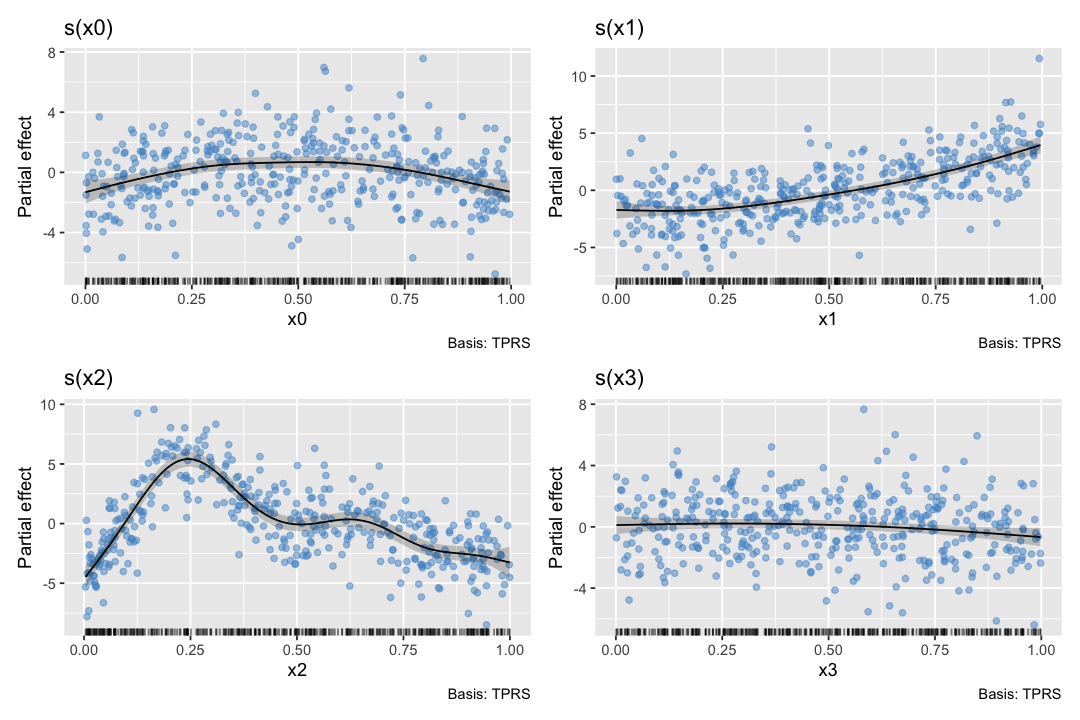 s(x0)
Partial effect
8
4
0
-4
0.00 0.25 0.50 0.75 1.00
x0
Basis: TPRS
s(x1)
Partial effect
10
5
0
-5
0.00 0.25 0.50 0.75 1.00
x1
Basis: TPRS
s(x2)
Partial effect
10
5
0
-5
0.00 0.25 0.50 0.75 1.00
x2
Basis: TPRS
s(x3)
Partial effect
8
4
0
-4
0.00 0.25 0.50 0.75 1.00
x3
Basis: TPRS